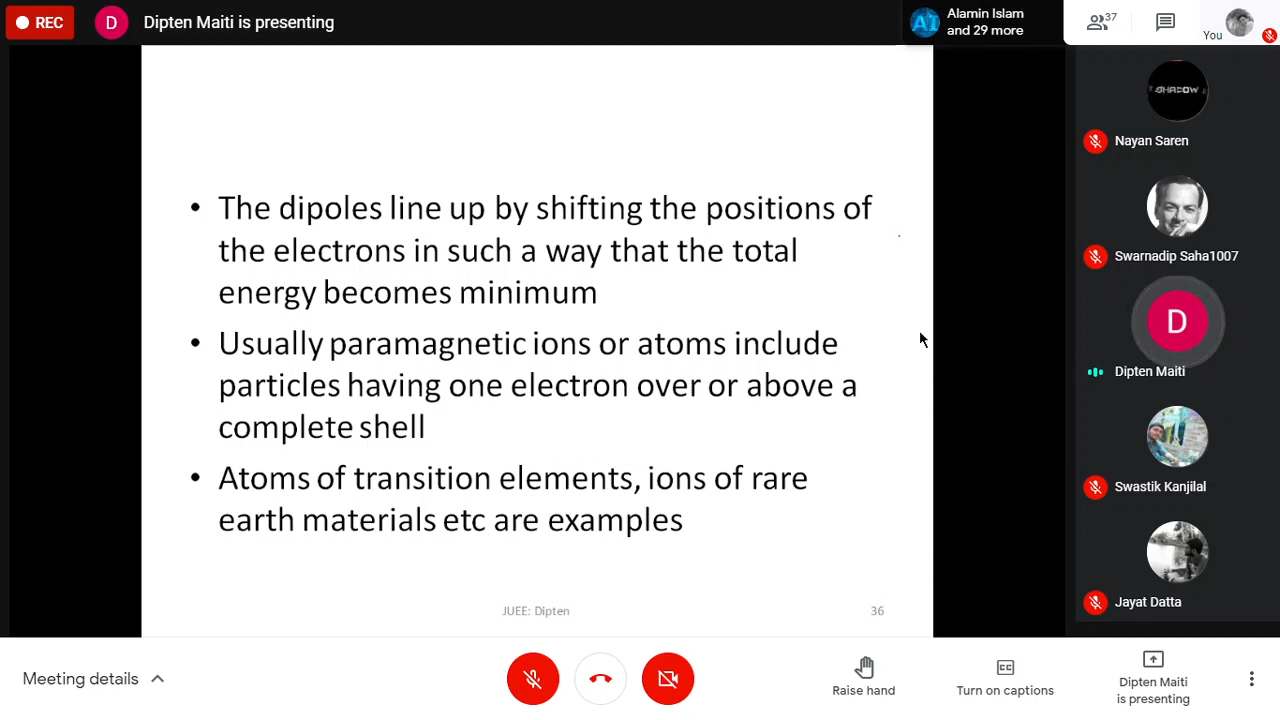 REC
D
Dipten Maiti is presenting
AI
Alamin Islam
and 29 more
37
You
• The dipoles line up by shifting the positions of
the electrons in such a way that the total
energy becomes minimum
• Usually paramagnetic ions or atoms include
particles having one electron over or above a
complete shell
• Atoms of transition elements, ions of rare
earth materials etc are examples
JUEE: Dipten
36
SHADOW
Nayan Saren
Swarnadip Saha1007
D
Dipten Maiti
Swastik Kanjilal
Jayat Datta
Meeting details
Raise hand
CC
Turn on captions
Dipten Maiti
is presenting